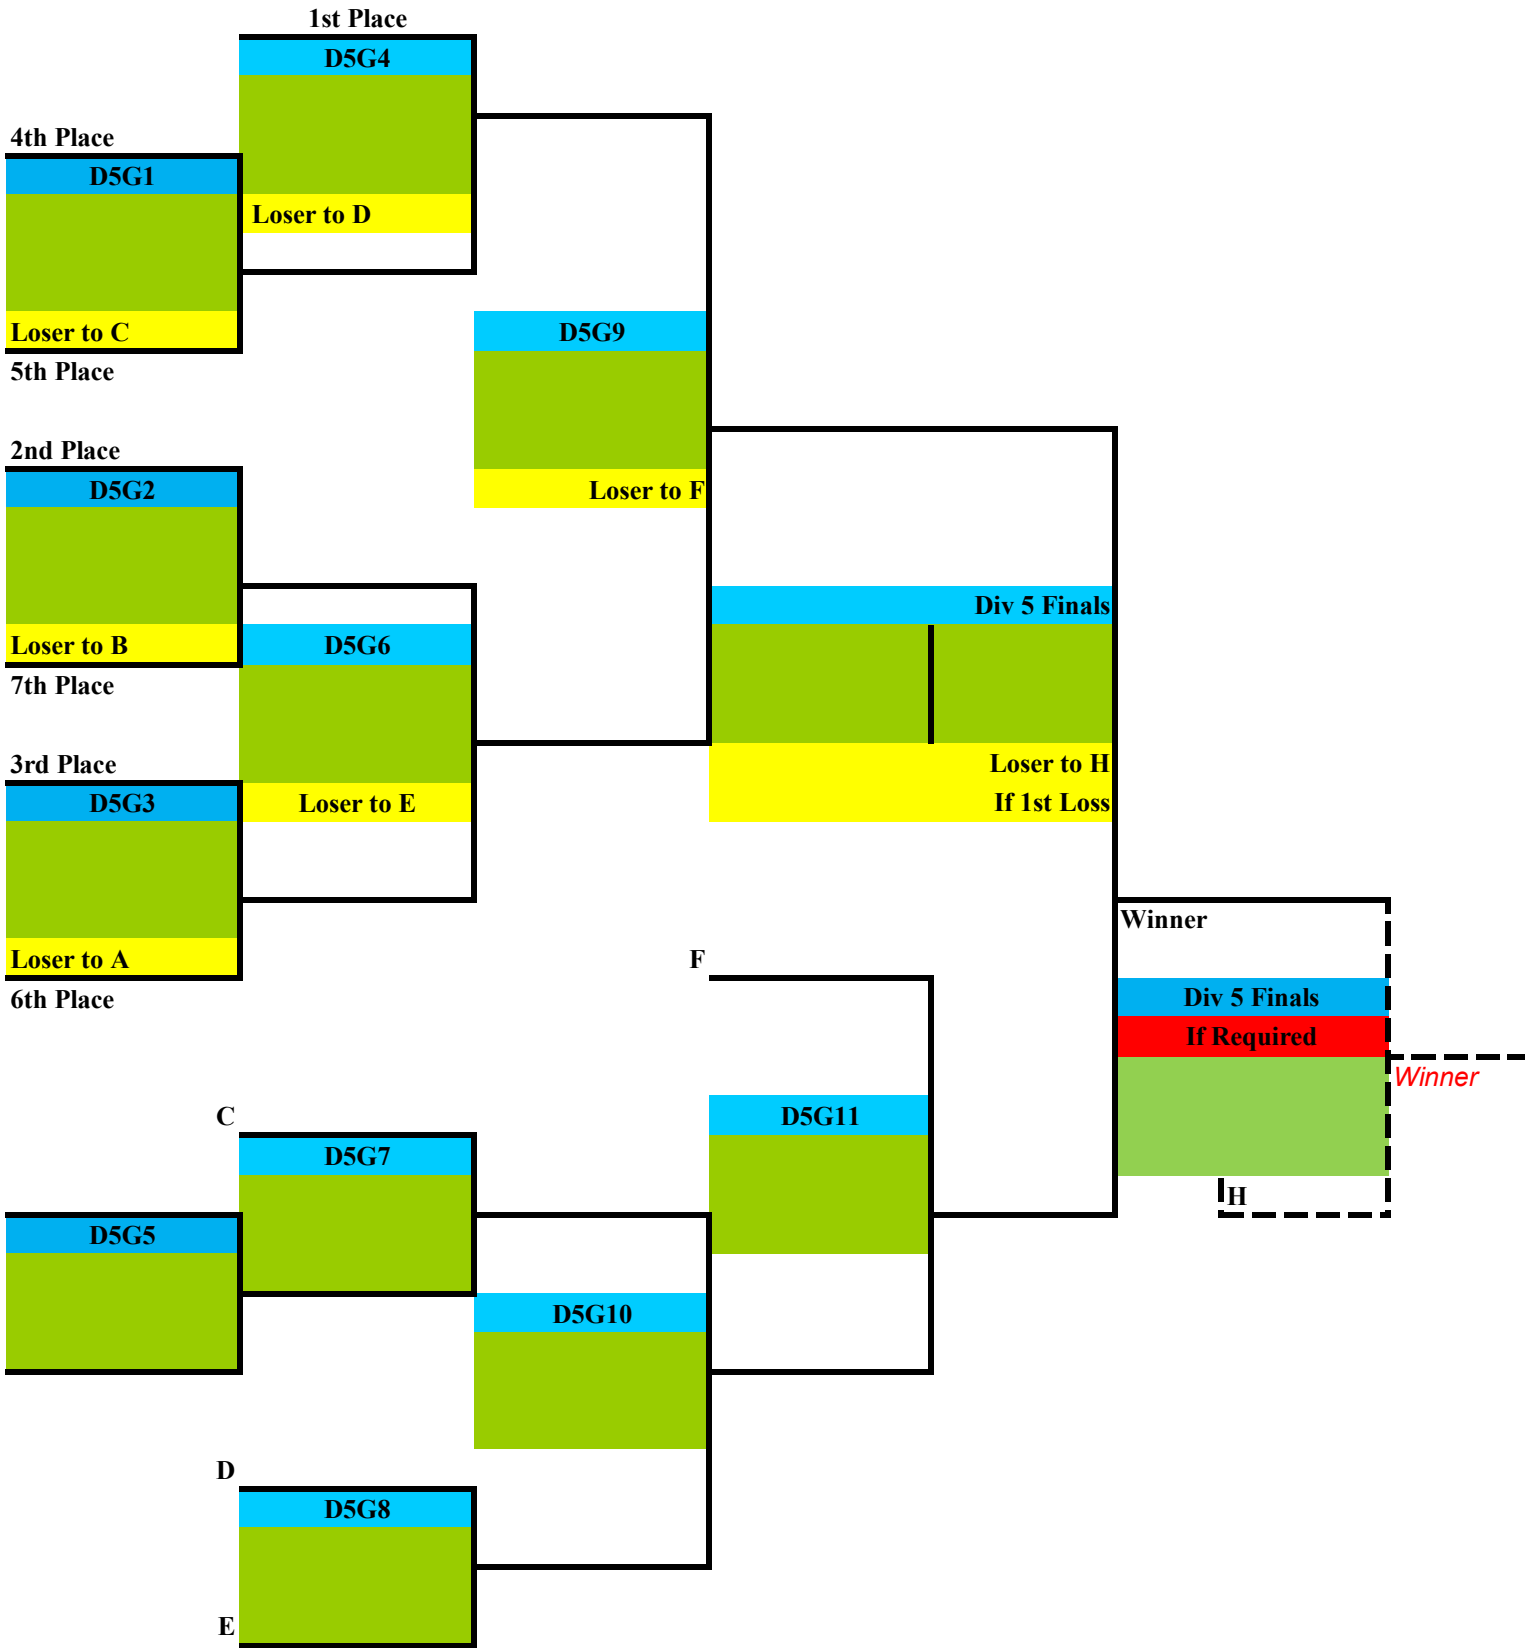 1st Place
D5G4
4th Place
D5G1
Loser to D
Loser to C
D5G9
5th Place
2nd Place
D5G2
Loser to F
Div 5 Finals
Loser to B
D5G6
7th Place
3rd Place
Loser to H
D5G3
Loser to E
If 1st Loss
Winner
Loser to A
F
6th Place
Div 5 Finals
If Required
Winner
C
D5G11
D5G7
H
D5G5
D5G10
D
D5G8
E